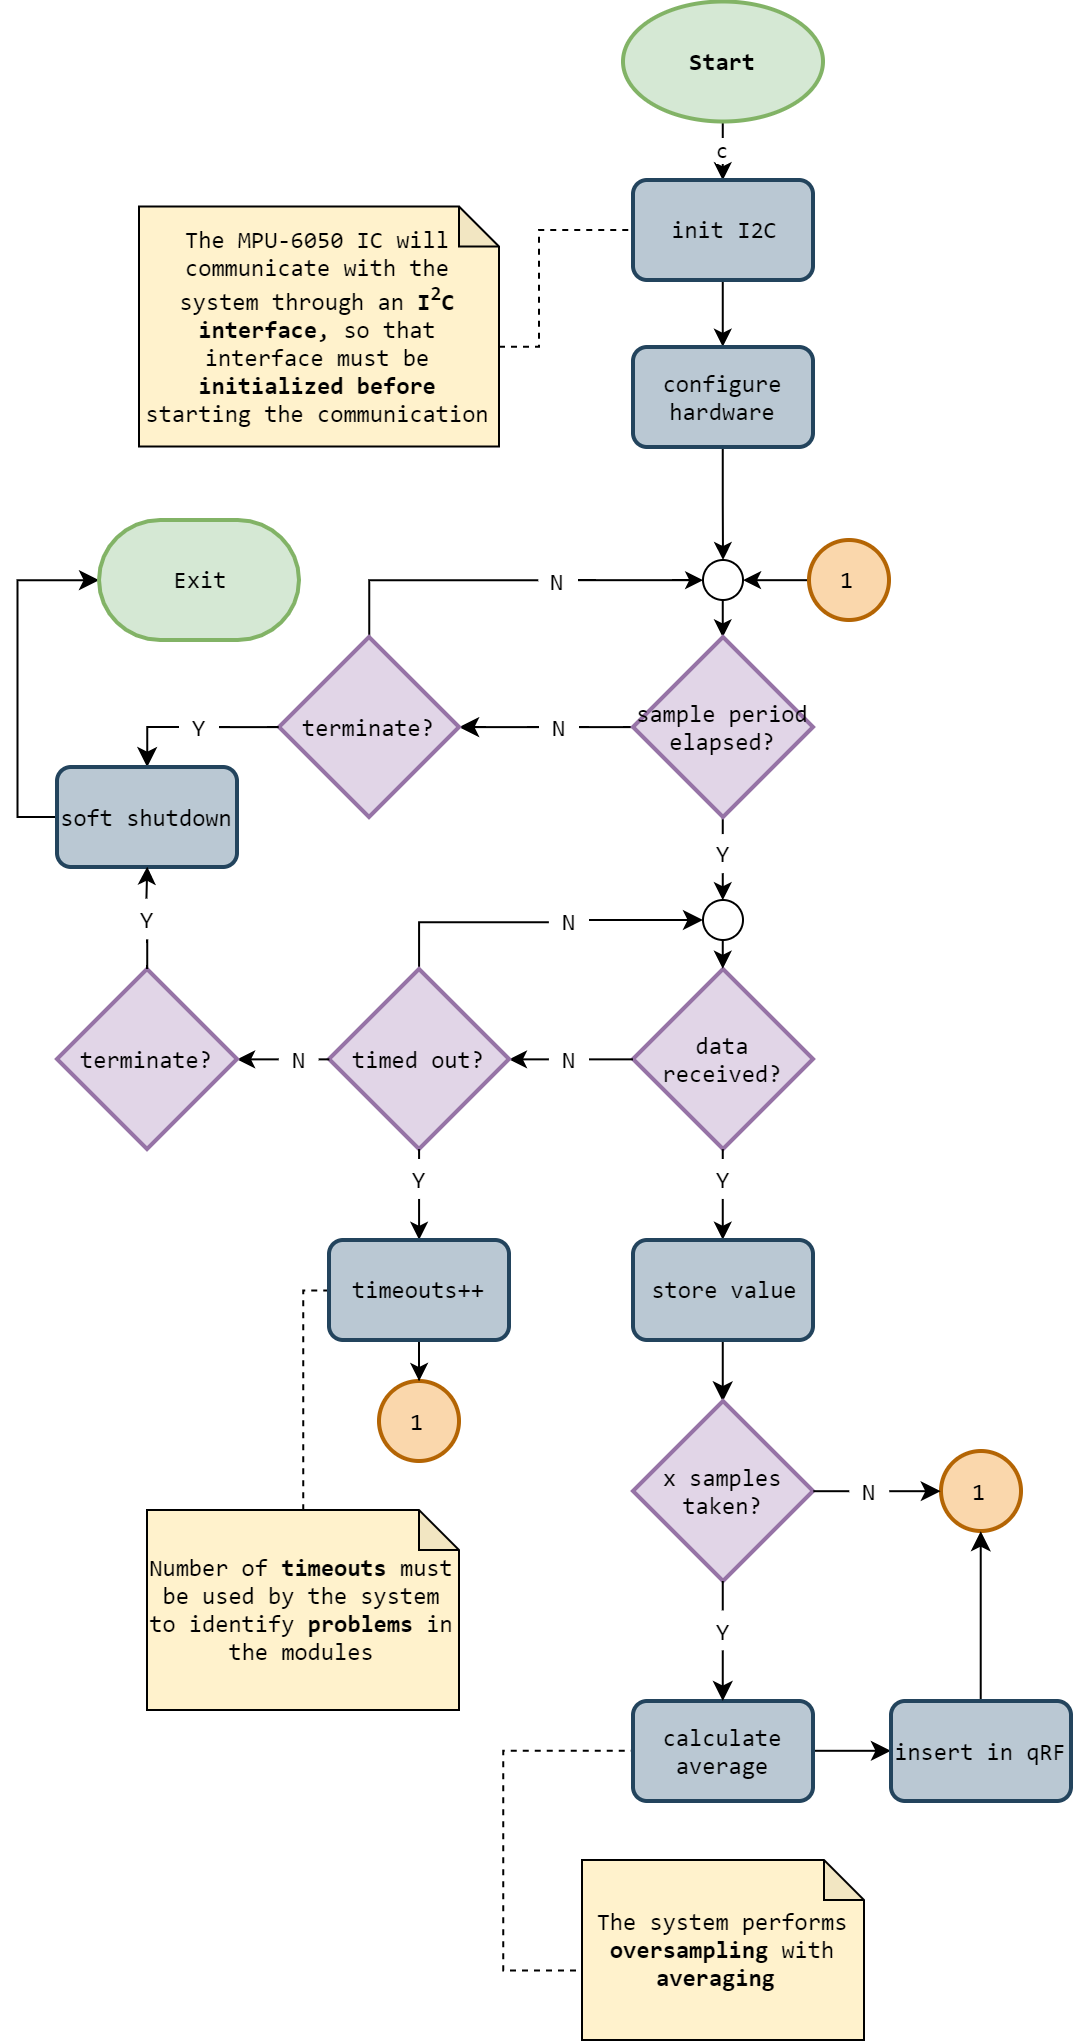 Start
c
init I2C
The MPU-6050 IC will
communicate with the
system through an I²C
interface, so that
interface must be
initialized before
starting the communication
configure
hardware
Exit
N
1
terminate?
sample period
elapsed?
Y
N
soft shutdown
Y
Y
N
terminate?
N
timed out?
N
data
received?
Y
Y
timeouts++
store value
1
x samples
taken?
N
1
Number of timeouts must
be used by the system
to identify problems in
the modules
Y
calculate
average
insert in qRF
The system performs
oversampling with
averaging